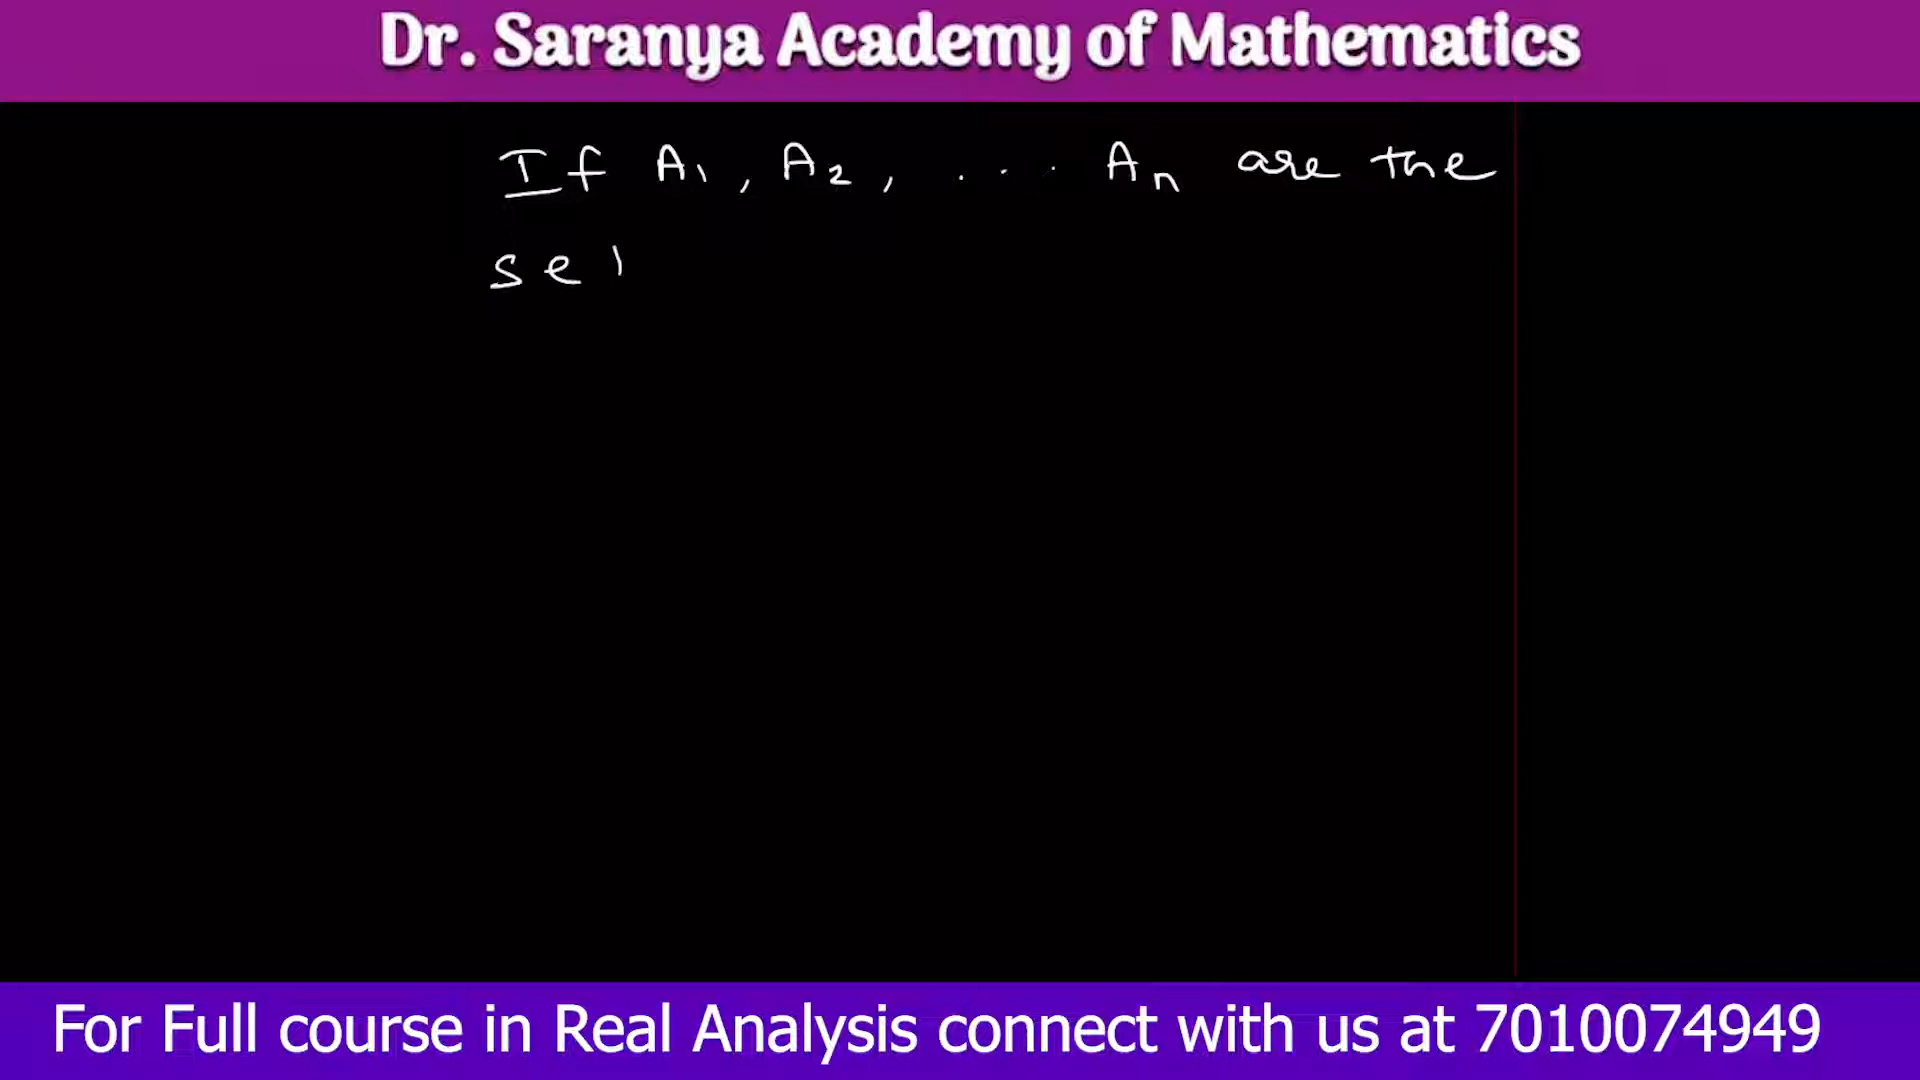 Dr. Saranya Academy of Mathematics
If A1, A2, ... An are the
se
For Full course in Real Analysis connect with us at 7010074949